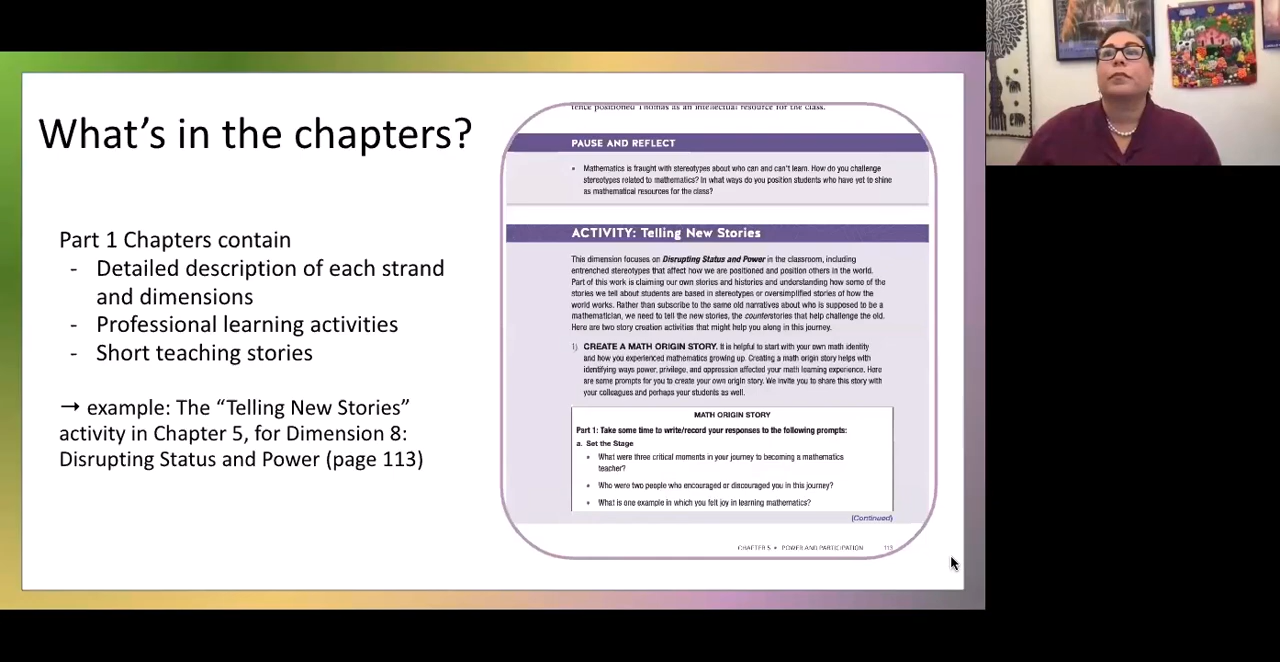 What's in the chapters?
Part 1 Chapters contain
- Detailed description of each strand
and dimensions
- Professional learning activities
- Short teaching stories
→ example: The “Telling New Stories”
activity in Chapter 5, for Dimension 8:
Disrupting Status and Power (page 113)
positioned Thomas as an intellectual resource for the class.
PAUSE AND REFLECT
• Mathematics is fraught with stereotypes about who can and can't learn. How do you challenge
stereotypes related to mathematics? In what ways do you position students who have yet to shine
as mathematical resources for the class?
ACTIVITY: Telling New Stories
This dimension focuses on Disrupting Status and Power in the classroom, including
entrenched stereotypes that affect how we are positioned and position others in the world.
Part of this work is claiming our own stories and histories and understanding how some of the
stories we tell about students are based in stereotypes or oversimplified stories of how the
world works. Rather than subscribe to the same old narratives about who is supposed to be a
mathematician, we need to tell the new stories, the counterstories that help challenge the old.
Here are two story creation activities that might help you along in this journey.
1) CREATE A MATH ORIGIN STORY. It is helpful to start with your own math identity
and how you experienced mathematics growing up. Creating a math origin story helps with
identifying ways power, privilege, and oppression affected your math learning experience. Here
are some prompts for you to create your own origin story. We invite you to share this story with
your colleagues and perhaps your students as well.
MATH ORIGIN STORY
Part 1: Take some time to write/record your responses to the following prompts:
a. Set the Stage
• What were three critical moments in your journey to becoming a mathematics
teacher?
• Who were two people who encouraged or discouraged you in this journey?
• What is one example in which you felt joy in learning mathematics?
(Continued)
CHAPTER 5 • POWER AND PARTICIPATION 113